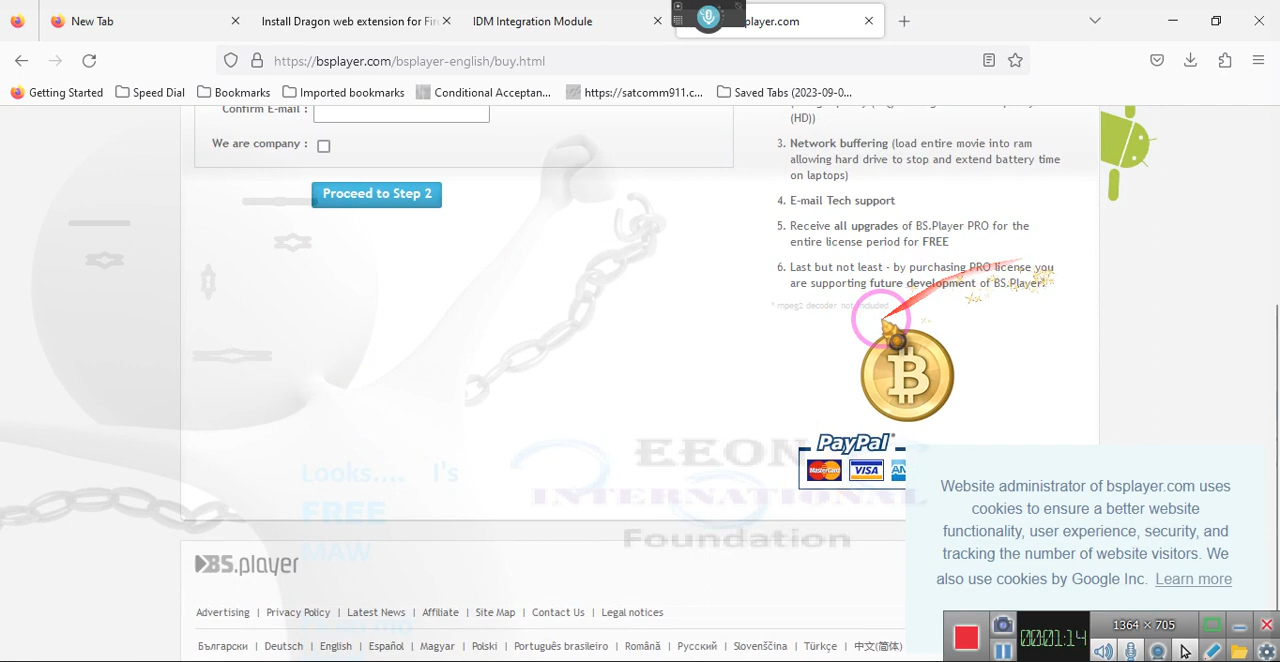 New Tab
Install Dragon web extension for Fir
IDM Integration Module
player.com
https://bsplayer.com/bsplayer-english/buy.html
Getting Started
Speed Dial
Bookmarks
Imported bookmarks
Conditional Acceptan...
https://satcomm911.c...
Saved Tabs (2023-09-0...
Confirm E-mail :
We are company :
Proceed to Step 2
(HD))
3. Network buffering (load entire movie into ram
allowing hard drive to stop and extend battery time
on laptops)
4. E-mail Tech support
5. Receive all upgrades of BS.Player PRO for the
entire license period for FREE
6. Last but not least - by purchasing PRO license you
are supporting future development of BS.Player!
* mpeg2 decoder not included
PayPal
MasterCard
VISA
AM
Looks.... I's
FREE
MAW
EEON
INTERNATIONAL
Foundation
Website administrator of bsplayer.com uses
cookies to ensure a better website
functionality, user experience, security, and
tracking the number of website visitors. We
also use cookies by Google Inc. Learn more
BS.player
Advertising | Privacy Policy | Latest News | Affiliate | Site Map | Contact Us | Legal notices
Български | Deutsch | English | Español | Magyar | Polski | Português brasileiro | Română | Русский | Slovenščina | Türkçe | 中文(简体)
00:01:14
1364 × 705